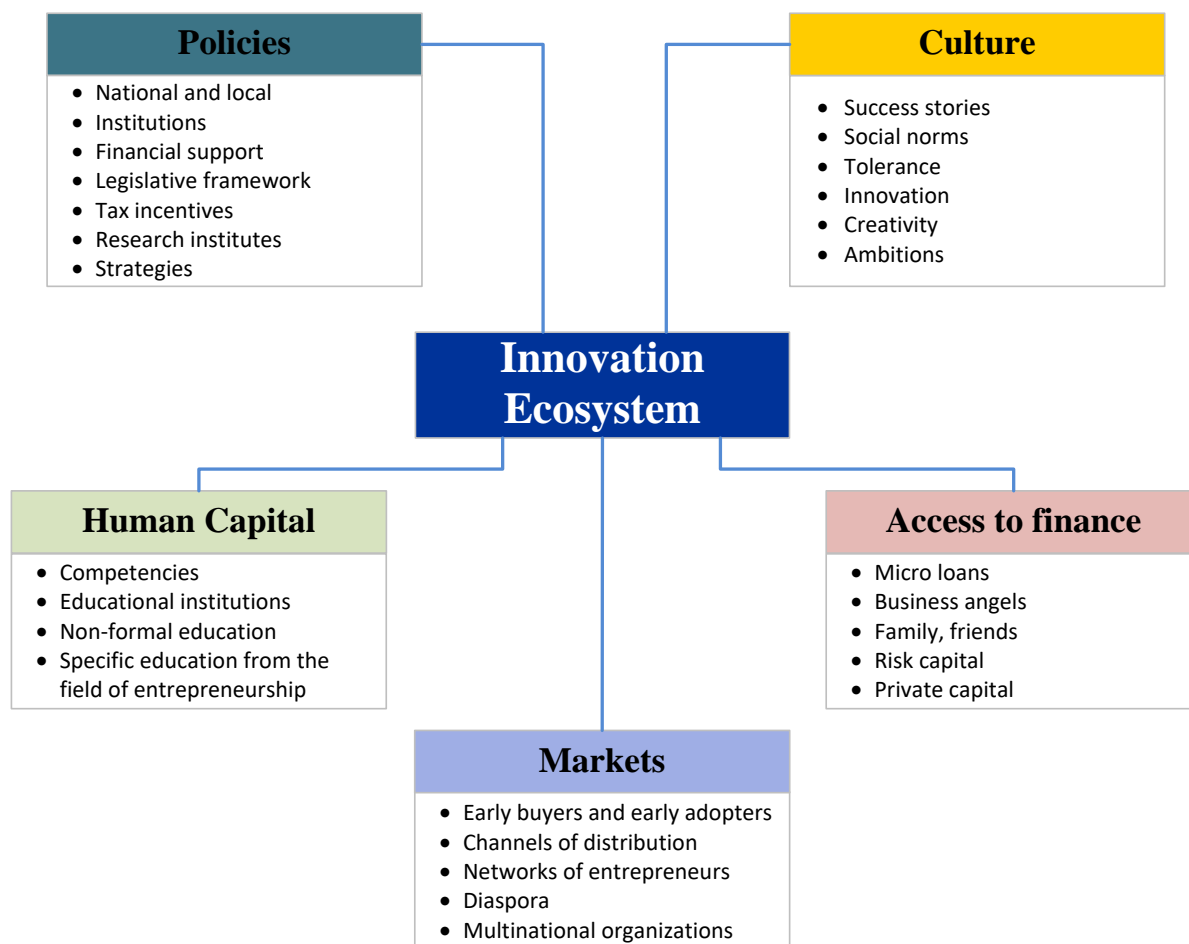 Policies
• National and local
• Institutions
• Financial support
• Legislative framework
• Tax incentives
• Research institutes
• Strategies
Culture
• Success stories
• Social norms
• Tolerance
• Innovation
• Creativity
• Ambitions
Innovation
Ecosystem
Human Capital
• Competencies
• Educational institutions
• Non-formal education
• Specific education from the
field of entrepreneurship
Access to finance
• Micro loans
• Business angels
• Family, friends
• Risk capital
• Private capital
Markets
• Early buyers and early adopters
• Channels of distribution
• Networks of entrepreneurs
• Diaspora
• Multinational organizations